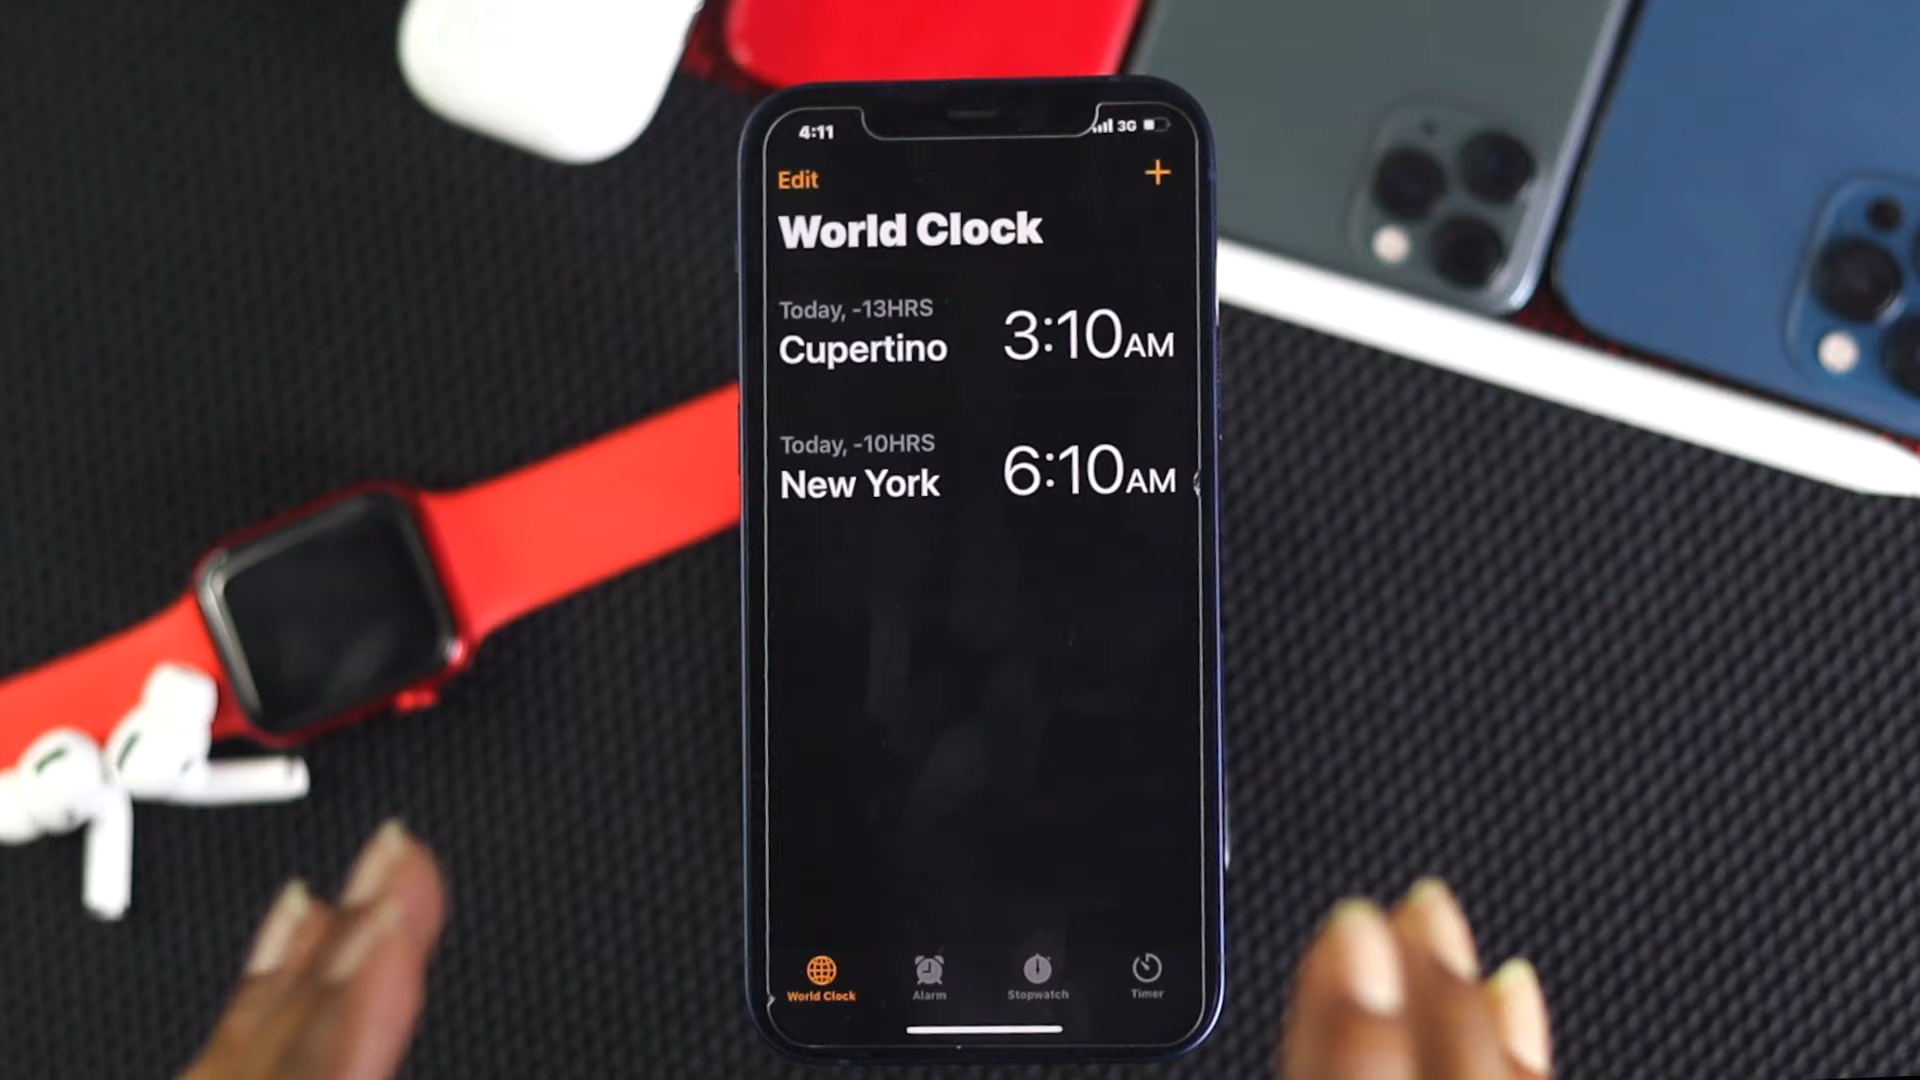 4:11
3G
Edit
+
World Clock
Today, -13HRS
Cupertino
3:10AM
Today, -10HRS
New York
6:10AM
World Clock
Alarm
Stopwatch
Timer